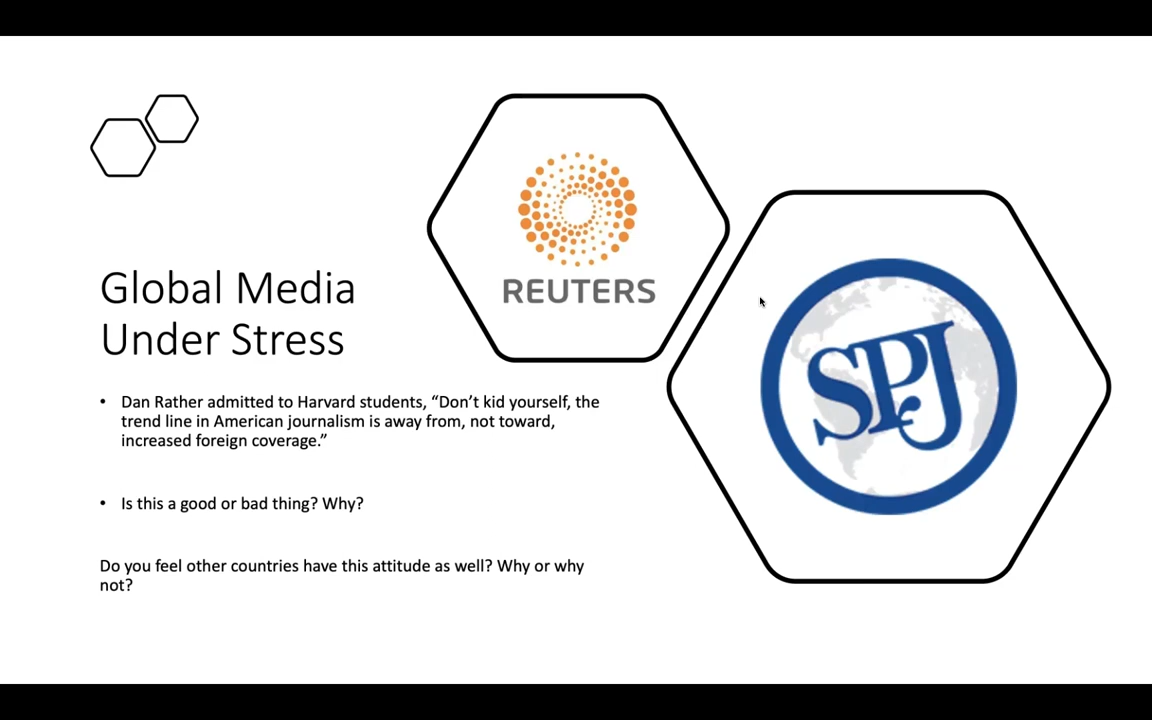 Global Media
Under Stress
• Dan Rather admitted to Harvard students, “Don’t kid yourself, the
trend line in American journalism is away from, not toward,
increased foreign coverage.”
• Is this a good or bad thing? Why?
Do you feel other countries have this attitude as well? Why or why
not?
REUTERS
SPJ